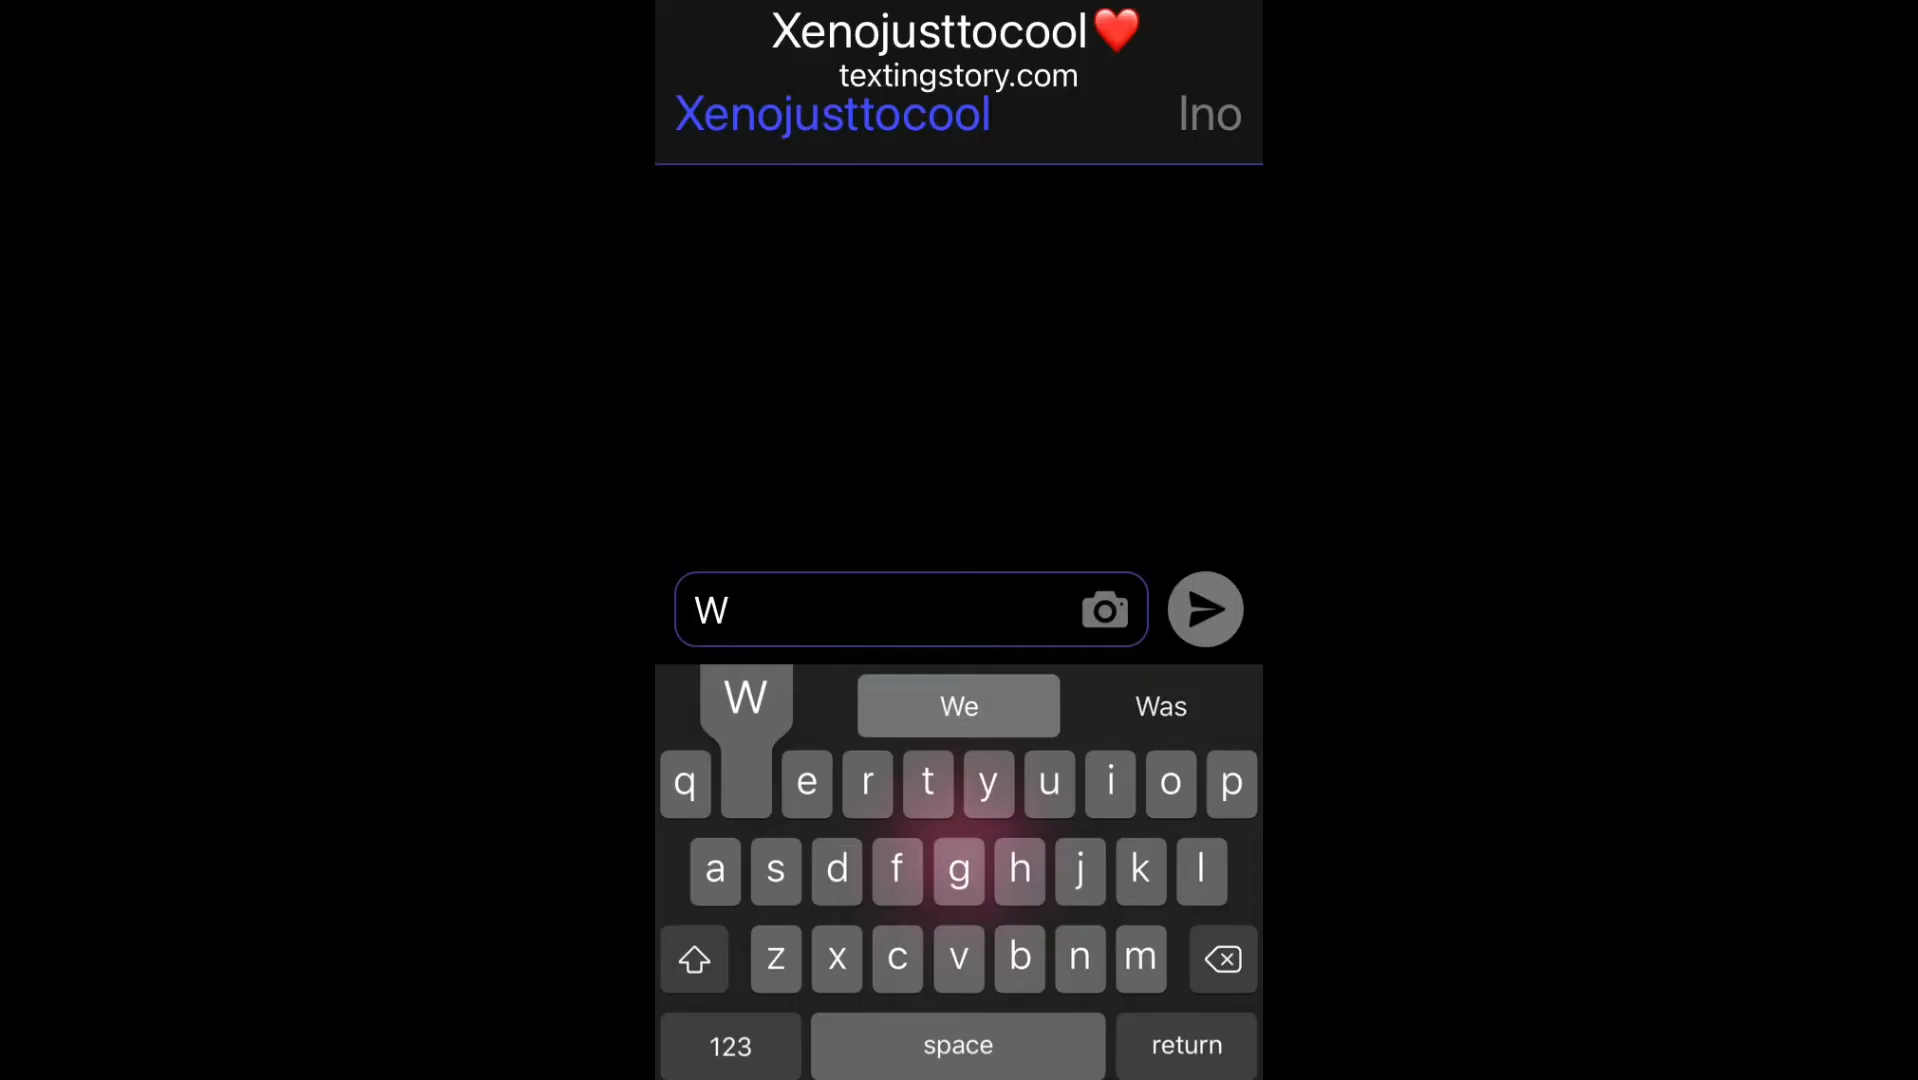 Xenojusttocool❤️
textingstory.com
Xenojusttocool Ino
W
W We Was
q e r t y u i o p
a s d f g h j k l
z x c v b n m
123 space return